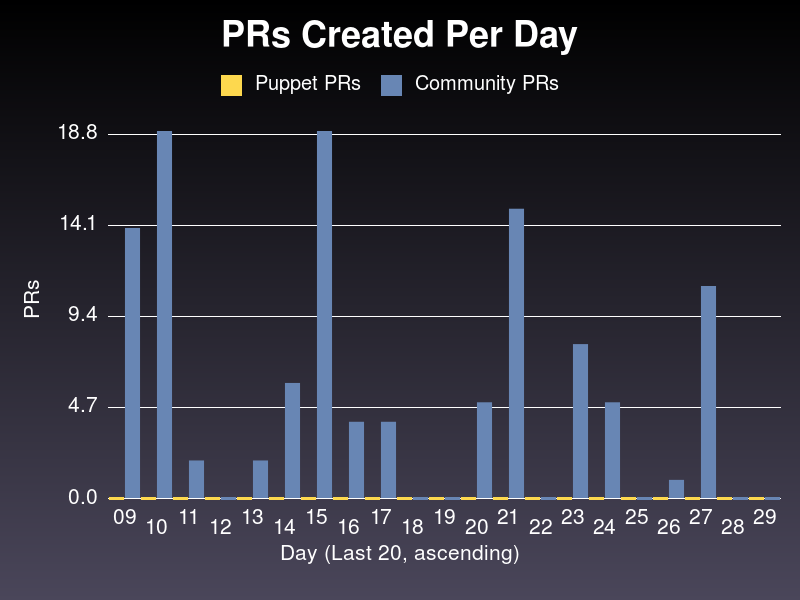 PRs Created Per Day
Puppet PRs Community PRs
18.8
14.1
9.4
4.7
0.0
PRs
09 10 11 12 13 14 15 16 17 18 19 20 21 22 23 24 25 26 27 28 29
Day (Last 20, ascending)